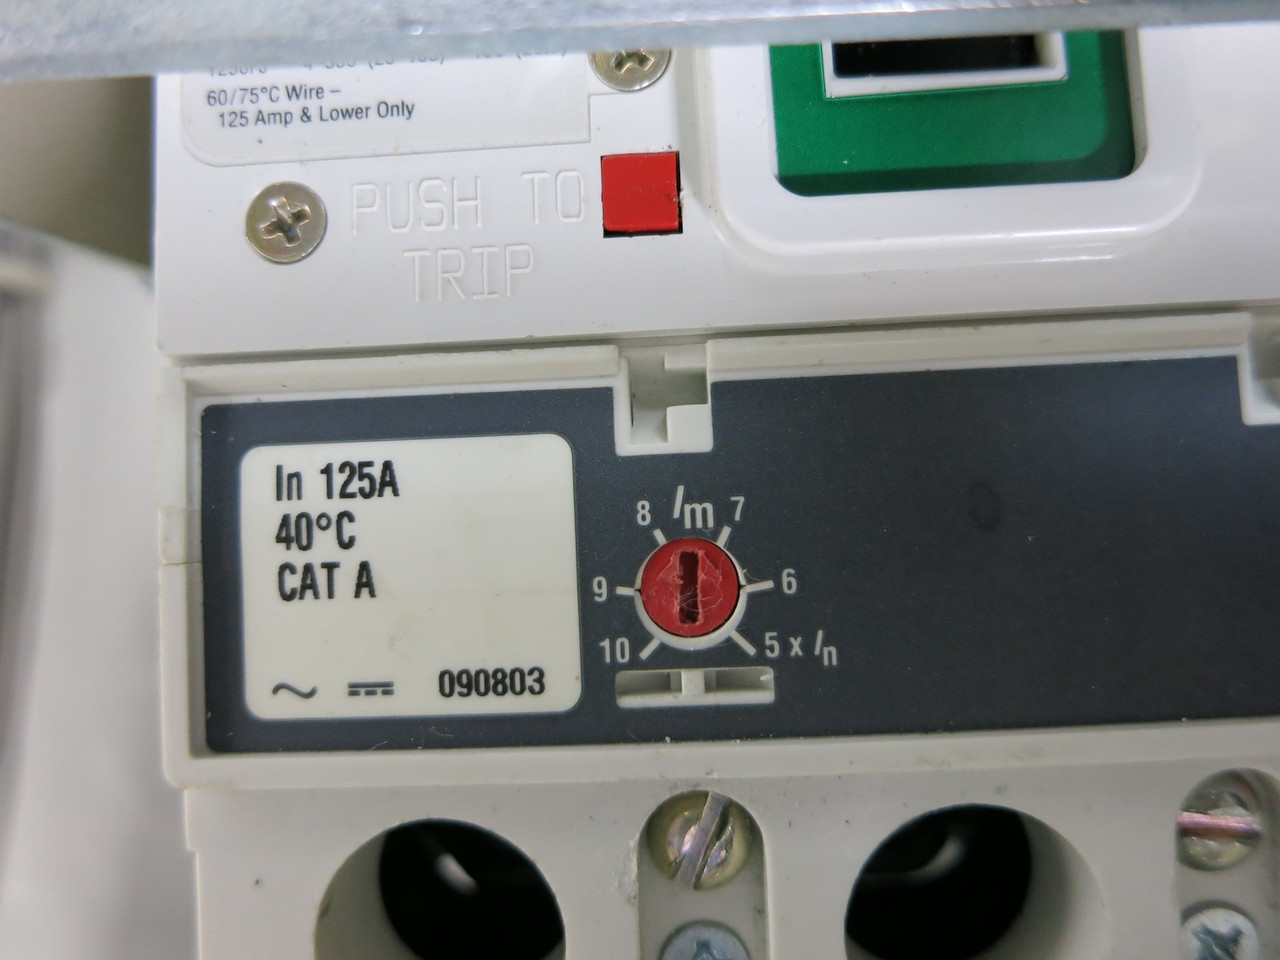 60/75°C Wire –
125 Amp & Lower Only
PUSH TO
TRIP
In 125A
40°C
CAT A
090803
8 Im 7
9 6
10 5 x In